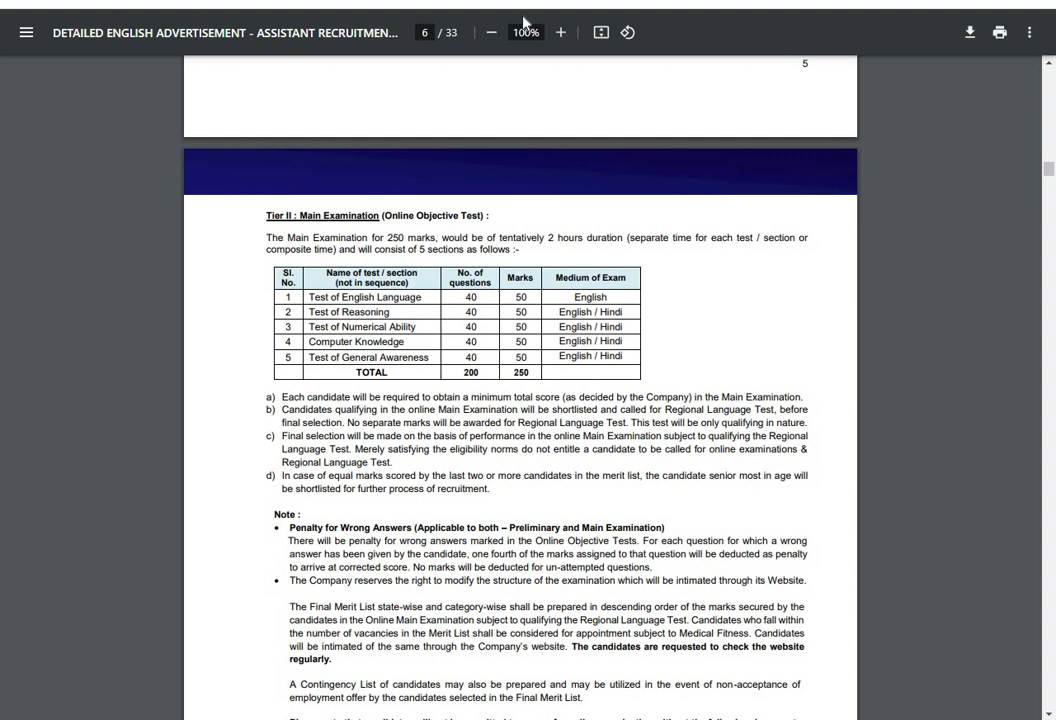 DETAILED ENGLISH ADVERTISEMENT - ASSISTANT RECRUITMEN... 6 / 33 100%
5
Tier II : Main Examination (Online Objective Test) :
The Main Examination for 250 marks, would be of tentatively 2 hours duration (separate time for each test / section or
composite time) and will consist of 5 sections as follows :-
Sl. No. Name of test / section (not in sequence) No. of questions Marks Medium of Exam
1 Test of English Language 40 50 English
2 Test of Reasoning 40 50 English / Hindi
3 Test of Numerical Ability 40 50 English / Hindi
4 Computer Knowledge 40 50 English / Hindi
5 Test of General Awareness 40 50 English / Hindi
TOTAL 200 250
a) Each candidate will be required to obtain a minimum total score (as decided by the Company) in the Main Examination.
b) Candidates qualifying in the online Main Examination will be shortlisted and called for Regional Language Test, before
final selection. No separate marks will be awarded for Regional Language Test. This test will be only qualifying in nature.
c) Final selection will be made on the basis of performance in the online Main Examination subject to qualifying the Regional
Language Test. Merely satisfying the eligibility norms do not entitle a candidate to be called for online examinations &
Regional Language Test.
d) In case of equal marks scored by the last two or more candidates in the merit list, the candidate senior most in age will
be shortlisted for further process of recruitment.
Note :
• Penalty for Wrong Answers (Applicable to both – Preliminary and Main Examination)
There will be penalty for wrong answers marked in the Online Objective Tests. For each question for which a wrong
answer has been given by the candidate, one fourth of the marks assigned to that question will be deducted as penalty
to arrive at corrected score. No marks will be deducted for un-attempted questions.
• The Company reserves the right to modify the structure of the examination which will be intimated through its Website.
The Final Merit List state-wise and category-wise shall be prepared in descending order of the marks secured by the
candidates in the Online Main Examination subject to qualifying the Regional Language Test. Candidates who fall within
the number of vacancies in the Merit List shall be considered for appointment subject to Medical Fitness. Candidates
will be intimated of the same through the Company's website. The candidates are requested to check the website
regularly.
A Contingency List of candidates may also be prepared and may be utilized in the event of non-acceptance of
employment offer by the candidates selected in the Final Merit List.